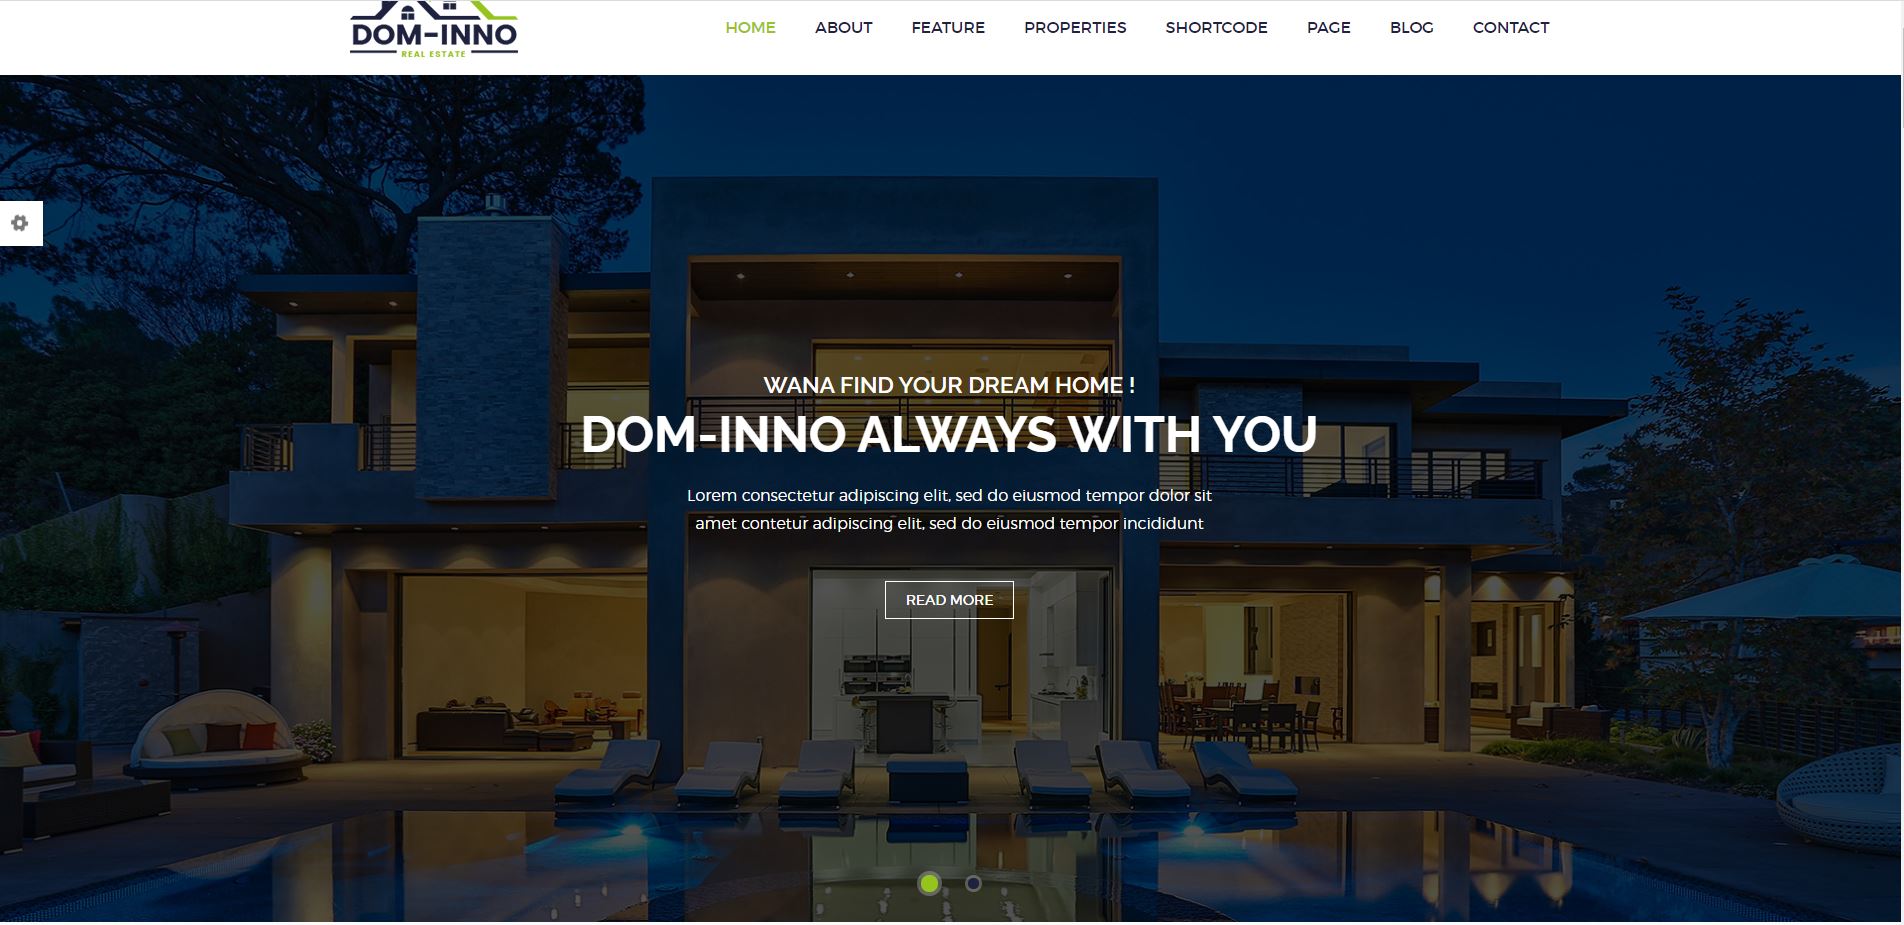 DOM-INNO
REAL ESTATE
HOME ABOUT FEATURE PROPERTIES SHORTCODE PAGE BLOG CONTACT
WANA FIND YOUR DREAM HOME !
DOM-INNO ALWAYS WITH YOU
Lorem consectetur adipiscing elit, sed do eiusmod tempor dolor sit
amet contetur adipiscing elit, sed do eiusmod tempor incididunt
READ MORE